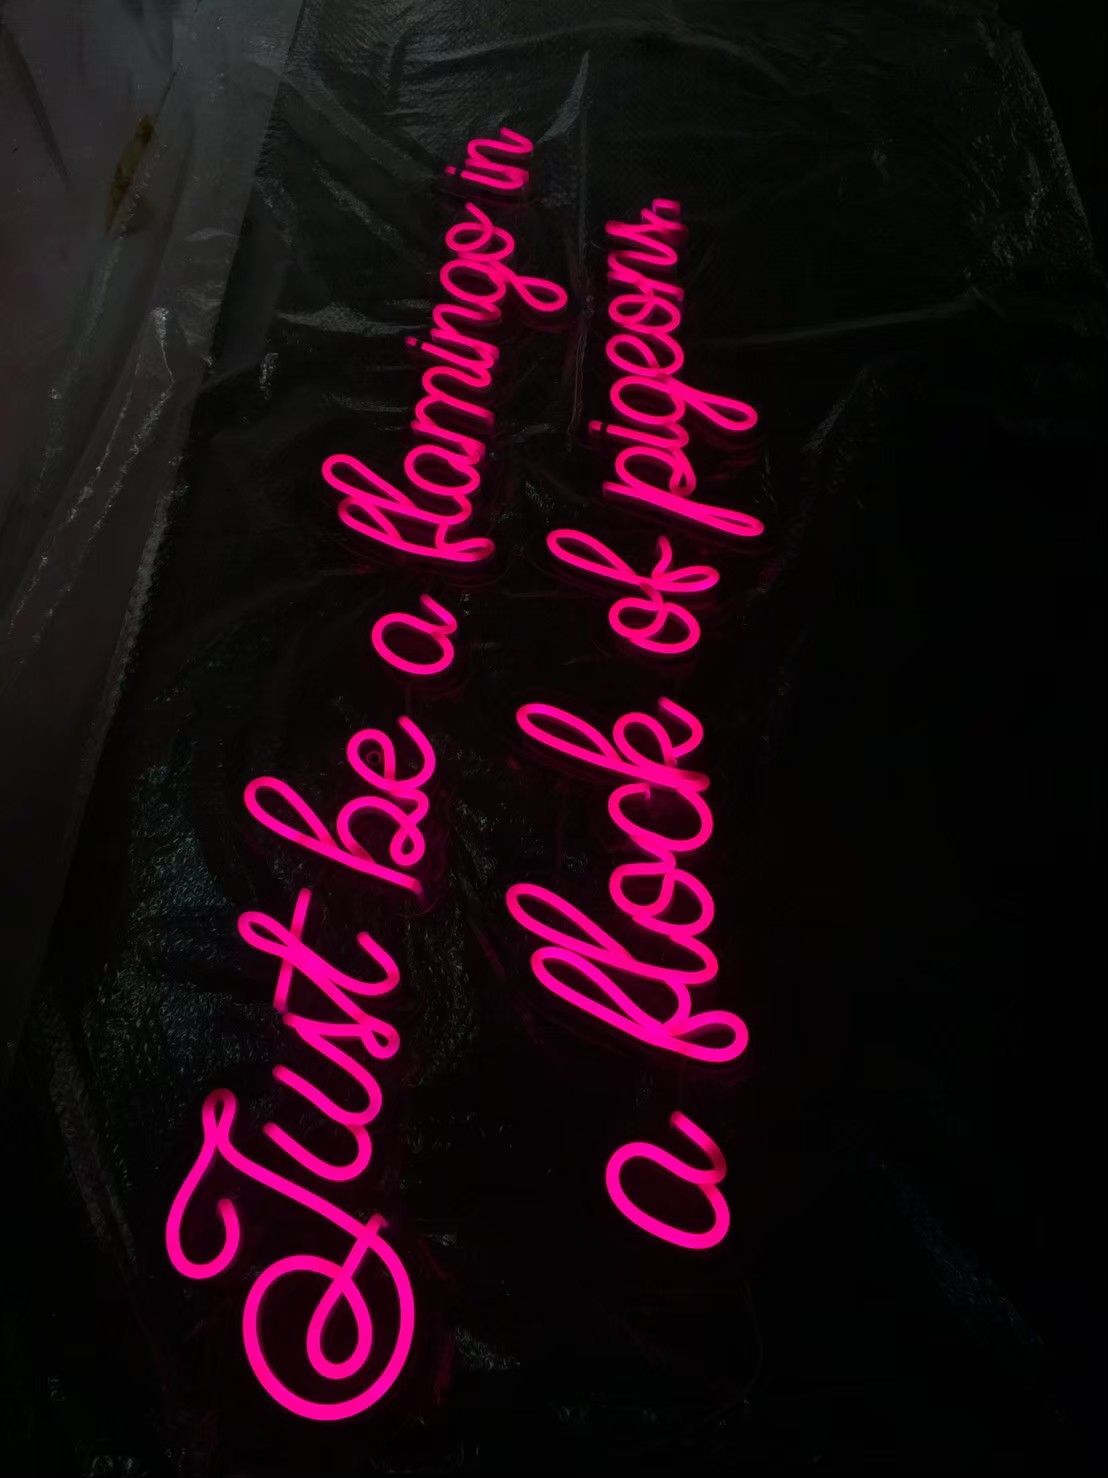 Just be a flamingo in
a flock of pigeons.